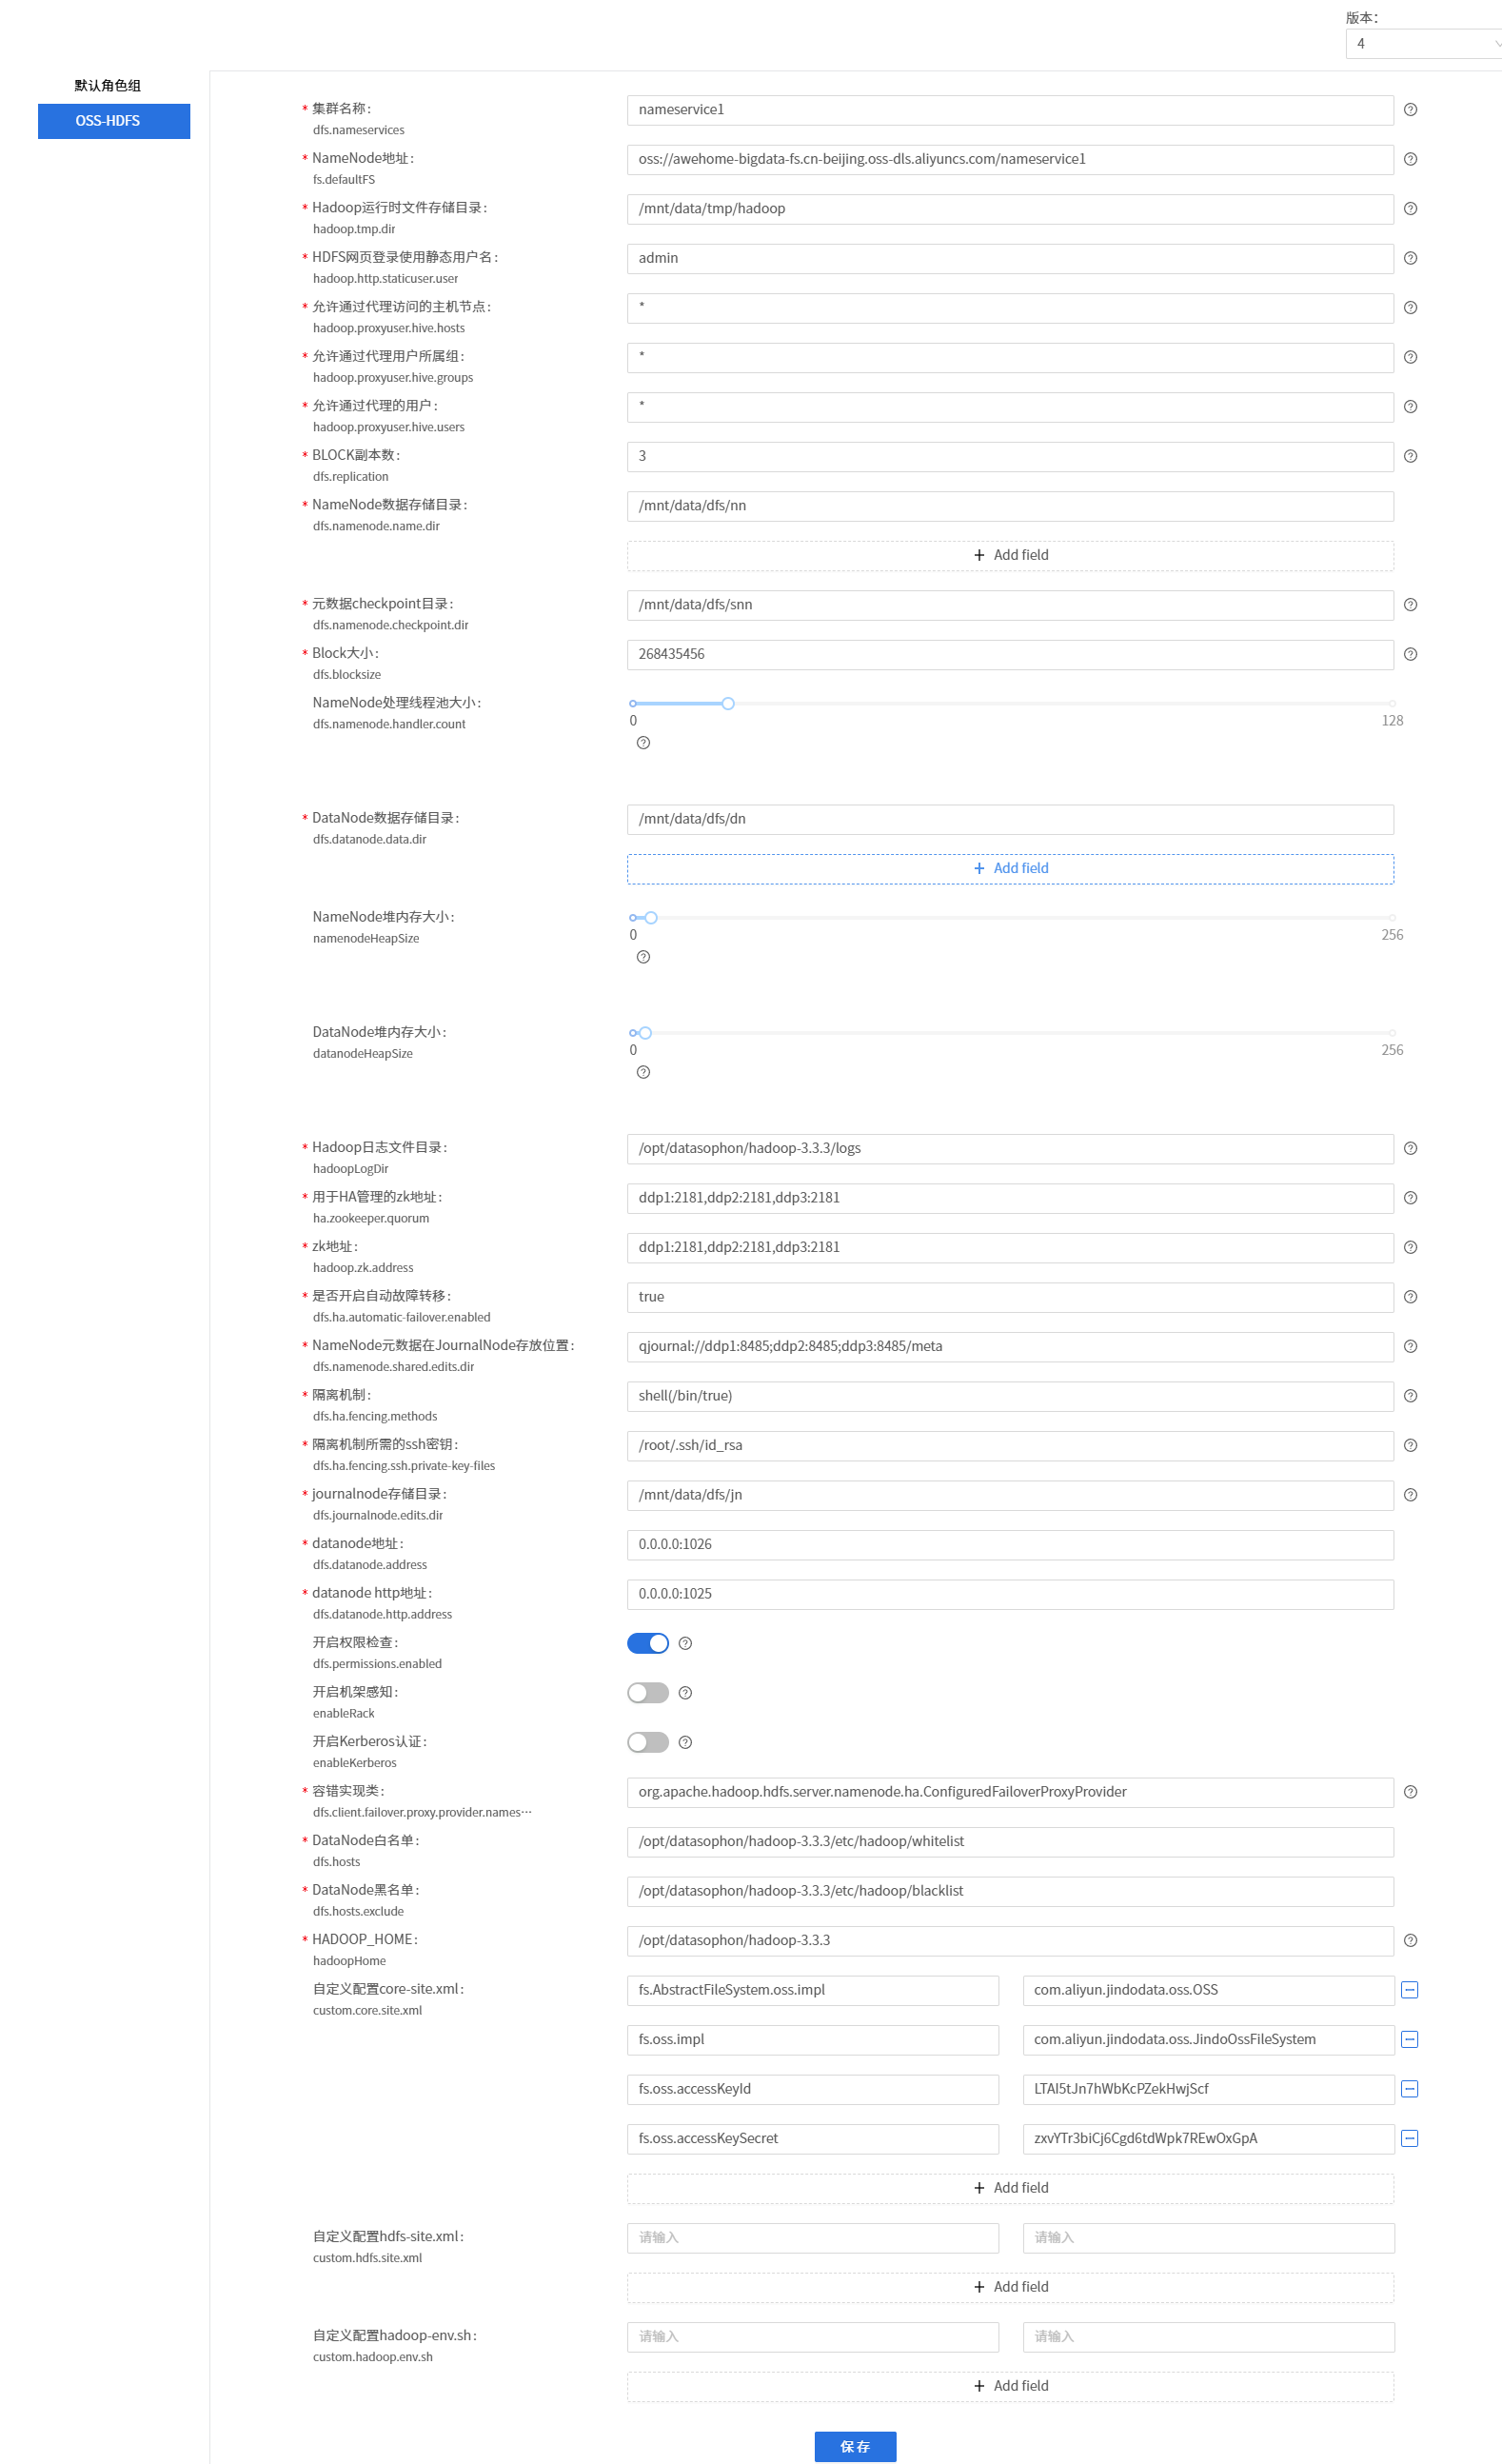 版本：
4
默认角色组
OSS-HDFS
* 集群名称：
dfs.nameservices
nameservice1
* NameNode地址：
fs.defaultFS
oss://awehome-bigdata-fs.cn-beijing.oss-dls.aliyuncs.com/nameservice1
* Hadoop运行时文件存储目录：
hadoop.tmp.dir
/mnt/data/tmp/hadoop
* HDFS网页登录使用静态用户名：
hadoop.http.staticuser.user
admin
* 允许通过代理访问的主机节点：
hadoop.proxyuser.hive.hosts
*
* 允许通过代理用户所属组：
hadoop.proxyuser.hive.groups
*
* 允许通过代理的用户：
hadoop.proxyuser.hive.users
*
* BLOCK副本数：
dfs.replication
3
* NameNode数据存储目录：
dfs.namenode.name.dir
/mnt/data/dfs/nn
+ Add field
* 元数据checkpoint目录：
dfs.namenode.checkpoint.dir
/mnt/data/dfs/snn
* Block大小：
dfs.blocksize
268435456
NameNode处理线程池大小：
dfs.namenode.handler.count
0 128
* DataNode数据存储目录：
dfs.datanode.data.dir
/mnt/data/dfs/dn
+ Add field
NameNode堆内存大小：
namenodeHeapSize
0 256
DataNode堆内存大小：
datanodeHeapSize
0 256
* Hadoop日志文件目录：
hadoopLogDir
/opt/datasophon/hadoop-3.3.3/logs
* 用于HA管理的zk地址：
ha.zookeeper.quorum
ddp1:2181,ddp2:2181,ddp3:2181
* zk地址：
hadoop.zk.address
ddp1:2181,ddp2:2181,ddp3:2181
* 是否开启自动故障转移：
dfs.ha.automatic-failover.enabled
true
* NameNode元数据在JournalNode存放位置：
dfs.namenode.shared.edits.dir
qjournal://ddp1:8485;ddp2:8485;ddp3:8485/meta
* 隔离机制：
dfs.ha.fencing.methods
shell(/bin/true)
* 隔离机制所需的ssh密钥：
dfs.ha.fencing.ssh.private-key-files
/root/.ssh/id_rsa
* journalnode存储目录：
dfs.journalnode.edits.dir
/mnt/data/dfs/jn
* datanode地址：
dfs.datanode.address
0.0.0.0:1026
* datanode http地址：
dfs.datanode.http.address
0.0.0.0:1025
开启权限检查：
dfs.permissions.enabled
开启机架感知：
enableRack
开启Kerberos认证：
enableKerberos
* 容错实现类：
dfs.client.failover.proxy.provider.names…
org.apache.hadoop.hdfs.server.namenode.ha.ConfiguredFailoverProxyProvider
* DataNode白名单：
dfs.hosts
/opt/datasophon/hadoop-3.3.3/etc/hadoop/whitelist
* DataNode黑名单：
dfs.hosts.exclude
/opt/datasophon/hadoop-3.3.3/etc/hadoop/blacklist
* HADOOP_HOME：
hadoopHome
/opt/datasophon/hadoop-3.3.3
自定义配置core-site.xml：
custom.core.site.xml
fs.AbstractFileSystem.oss.impl com.aliyun.jindodata.oss.OSS
fs.oss.impl com.aliyun.jindodata.oss.JindoOssFileSystem
fs.oss.accessKeyId LTAI5tJn7hWbKcPZekHwjScf
fs.oss.accessKeySecret zxvYTr3biCj6Cgd6tdWpk7REwOxGpA
+ Add field
自定义配置hdfs-site.xml：
custom.hdfs.site.xml
请输入 请输入
+ Add field
自定义配置hadoop-env.sh：
custom.hadoop.env.sh
请输入 请输入
+ Add field
保存